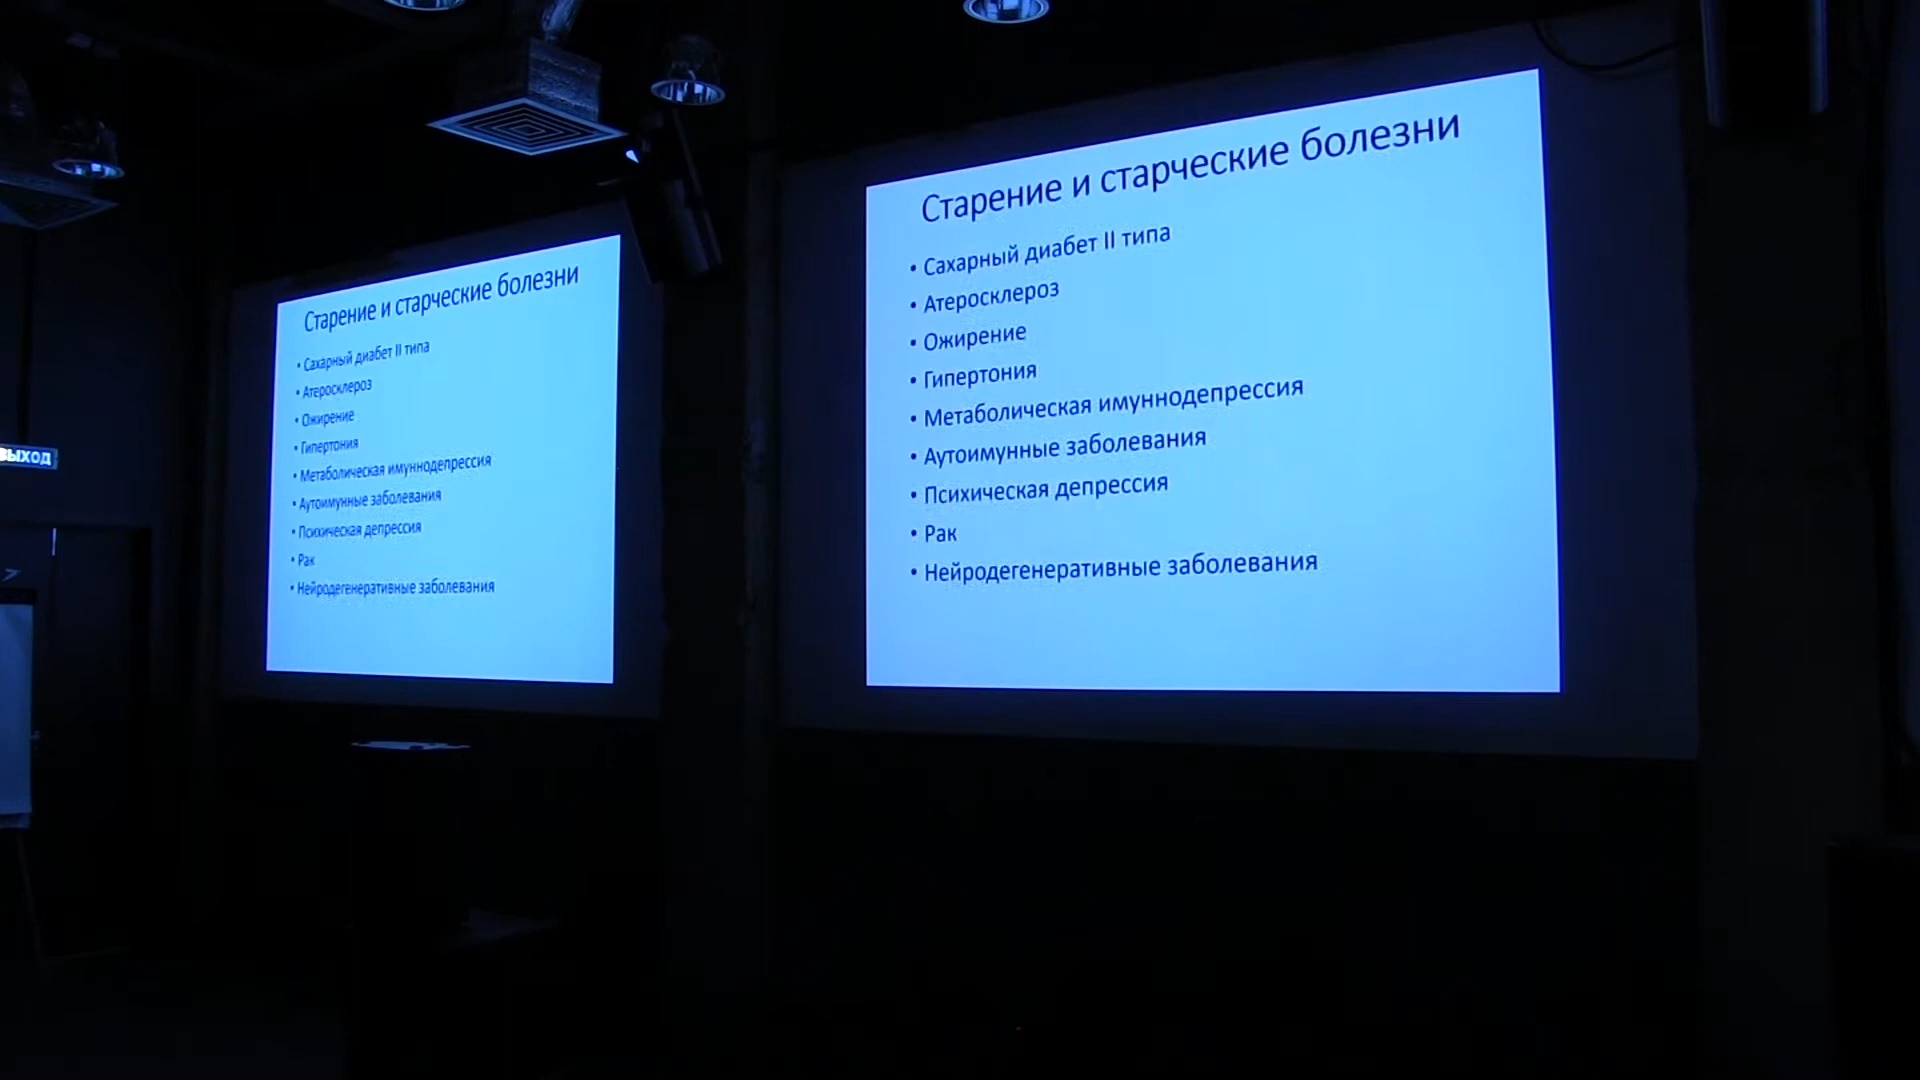 Старение и старческие болезни
• Сахарный диабет II типа
• Атеросклероз
• Ожирение
• Гипертония
• Метаболическая имуннодепрессия
• Аутоимунные заболевания
• Психическая депрессия
• Рак
• Нейродегенеративные заболевания
Старение и старческие болезни
• Сахарный диабет II типа
• Атеросклероз
• Ожирение
• Гипертония
• Метаболическая имуннодепрессия
• Аутоимунные заболевания
• Психическая депрессия
• Рак
• Нейродегенеративные заболевания
ВЫХОД